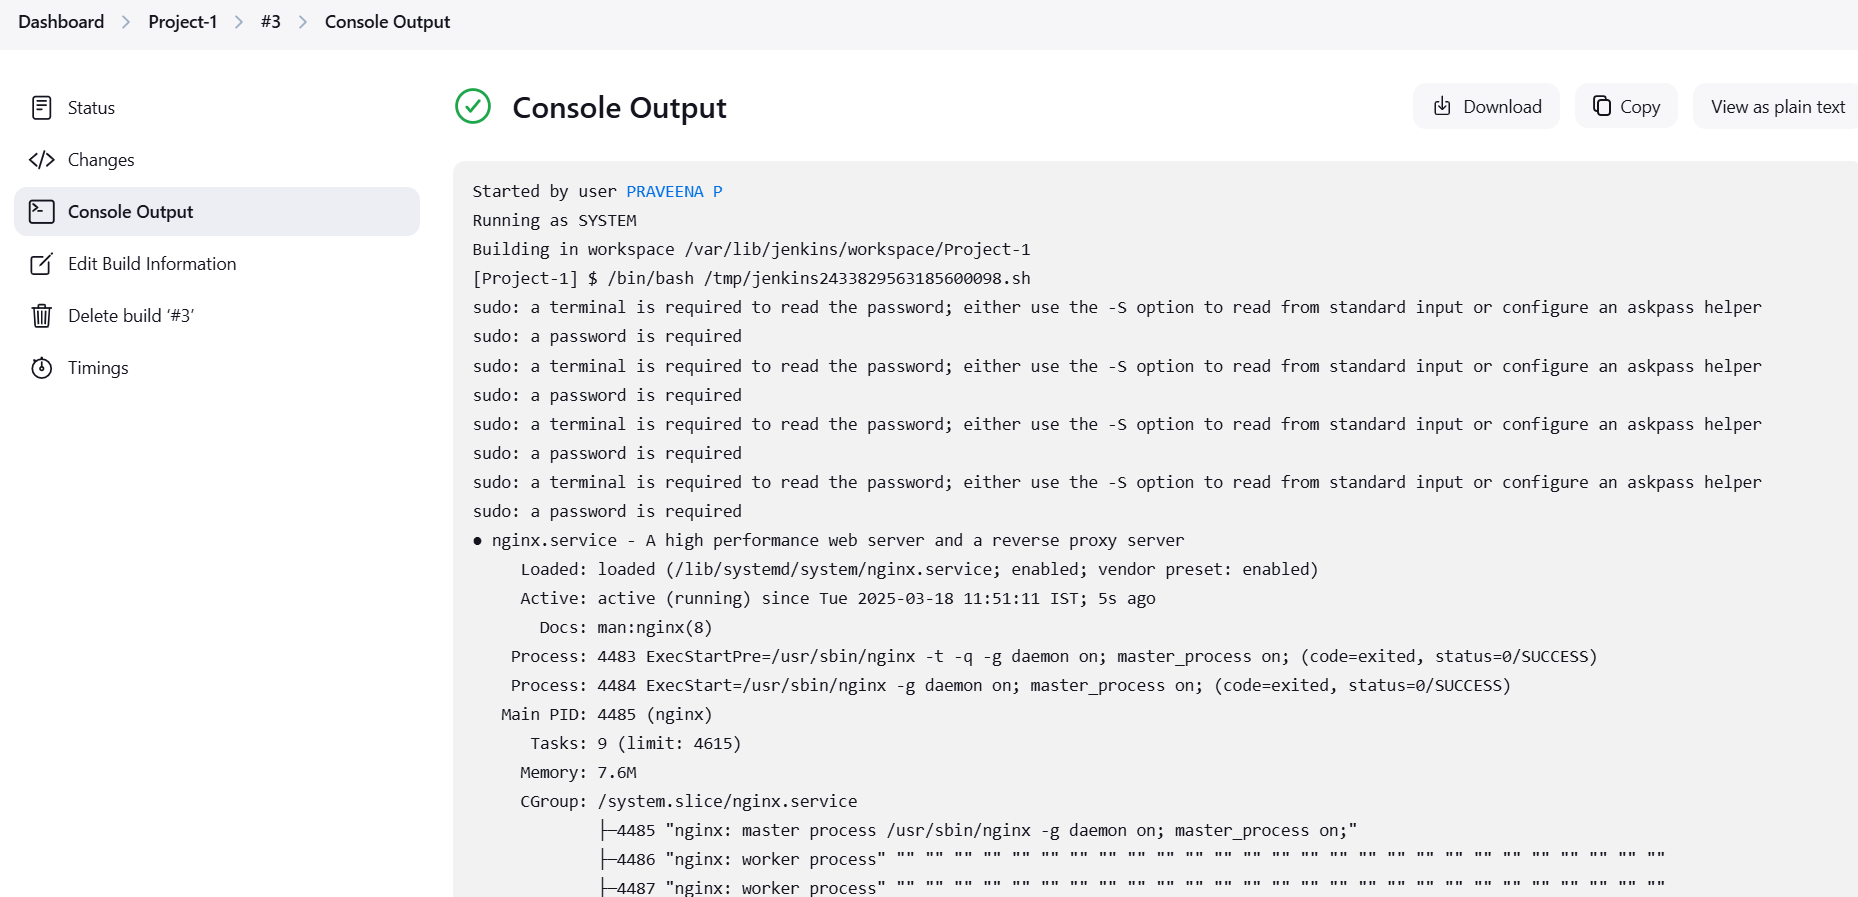 Dashboard > Project-1 > #3 > Console Output
Status
Changes
Console Output
Edit Build Information
Delete build ‘#3’
Timings
Console Output
Download
Copy
View as plain text
Started by user PRAVEENA P
Running as SYSTEM
Building in workspace /var/lib/jenkins/workspace/Project-1
[Project-1] $ /bin/bash /tmp/jenkins2433829563185600098.sh
sudo: a terminal is required to read the password; either use the -S option to read from standard input or configure an askpass helper
sudo: a password is required
sudo: a terminal is required to read the password; either use the -S option to read from standard input or configure an askpass helper
sudo: a password is required
sudo: a terminal is required to read the password; either use the -S option to read from standard input or configure an askpass helper
sudo: a password is required
sudo: a terminal is required to read the password; either use the -S option to read from standard input or configure an askpass helper
sudo: a password is required
● nginx.service - A high performance web server and a reverse proxy server
Loaded: loaded (/lib/systemd/system/nginx.service; enabled; vendor preset: enabled)
Active: active (running) since Tue 2025-03-18 11:51:11 IST; 5s ago
Docs: man:nginx(8)
Process: 4483 ExecStartPre=/usr/sbin/nginx -t -q -g daemon on; master_process on; (code=exited, status=0/SUCCESS)
Process: 4484 ExecStart=/usr/sbin/nginx -g daemon on; master_process on; (code=exited, status=0/SUCCESS)
Main PID: 4485 (nginx)
Tasks: 9 (limit: 4615)
Memory: 7.6M
CGroup: /system.slice/nginx.service
├─4485 "nginx: master process /usr/sbin/nginx -g daemon on; master_process on;"
├─4486 "nginx: worker process" "" "" "" "" "" "" "" "" "" "" "" "" "" "" "" "" "" "" "" "" "" "" "" "" "" "" ""
├─4487 "nginx: worker process" "" "" "" "" "" "" "" "" "" "" "" "" "" "" "" "" "" "" "" "" "" "" "" "" "" "" ""